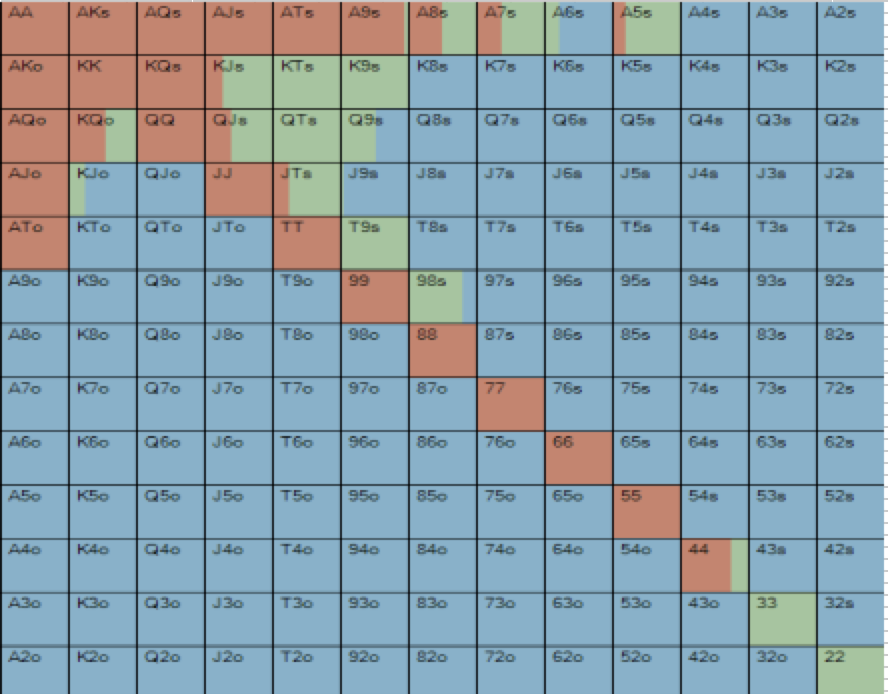 AA AKs AQs AJs ATs A9s A8s A7s A6s A5s A4s A3s A2s
AKo KK KQs KJs KTs K9s K8s K7s K6s K5s K4s K3s K2s
AQo KQo QQ QJs QTs Q9s Q8s Q7s Q6s Q5s Q4s Q3s Q2s
AJo KJo QJo JJ JTs J9s J8s J7s J6s J5s J4s J3s J2s
ATo KTo QTo JTo TT T9s T8s T7s T6s T5s T4s T3s T2s
A9o K9o Q9o J9o T9o 99 98s 97s 96s 95s 94s 93s 92s
A8o K8o Q8o J8o T8o 98o 88 87s 86s 85s 84s 83s 82s
A7o K7o Q7o J7o T7o 97o 87o 77 76s 75s 74s 73s 72s
A6o K6o Q6o J6o T6o 96o 86o 76o 66 65s 64s 63s 62s
A5o K5o Q5o J5o T5o 95o 85o 75o 65o 55 54s 53s 52s
A4o K4o Q4o J4o T4o 94o 84o 74o 64o 54o 44 43s 42s
A3o K3o Q3o J3o T3o 93o 83o 73o 63o 53o 43o 33 32s
A2o K2o Q2o J2o T2o 92o 82o 72o 62o 52o 42o 32o 22